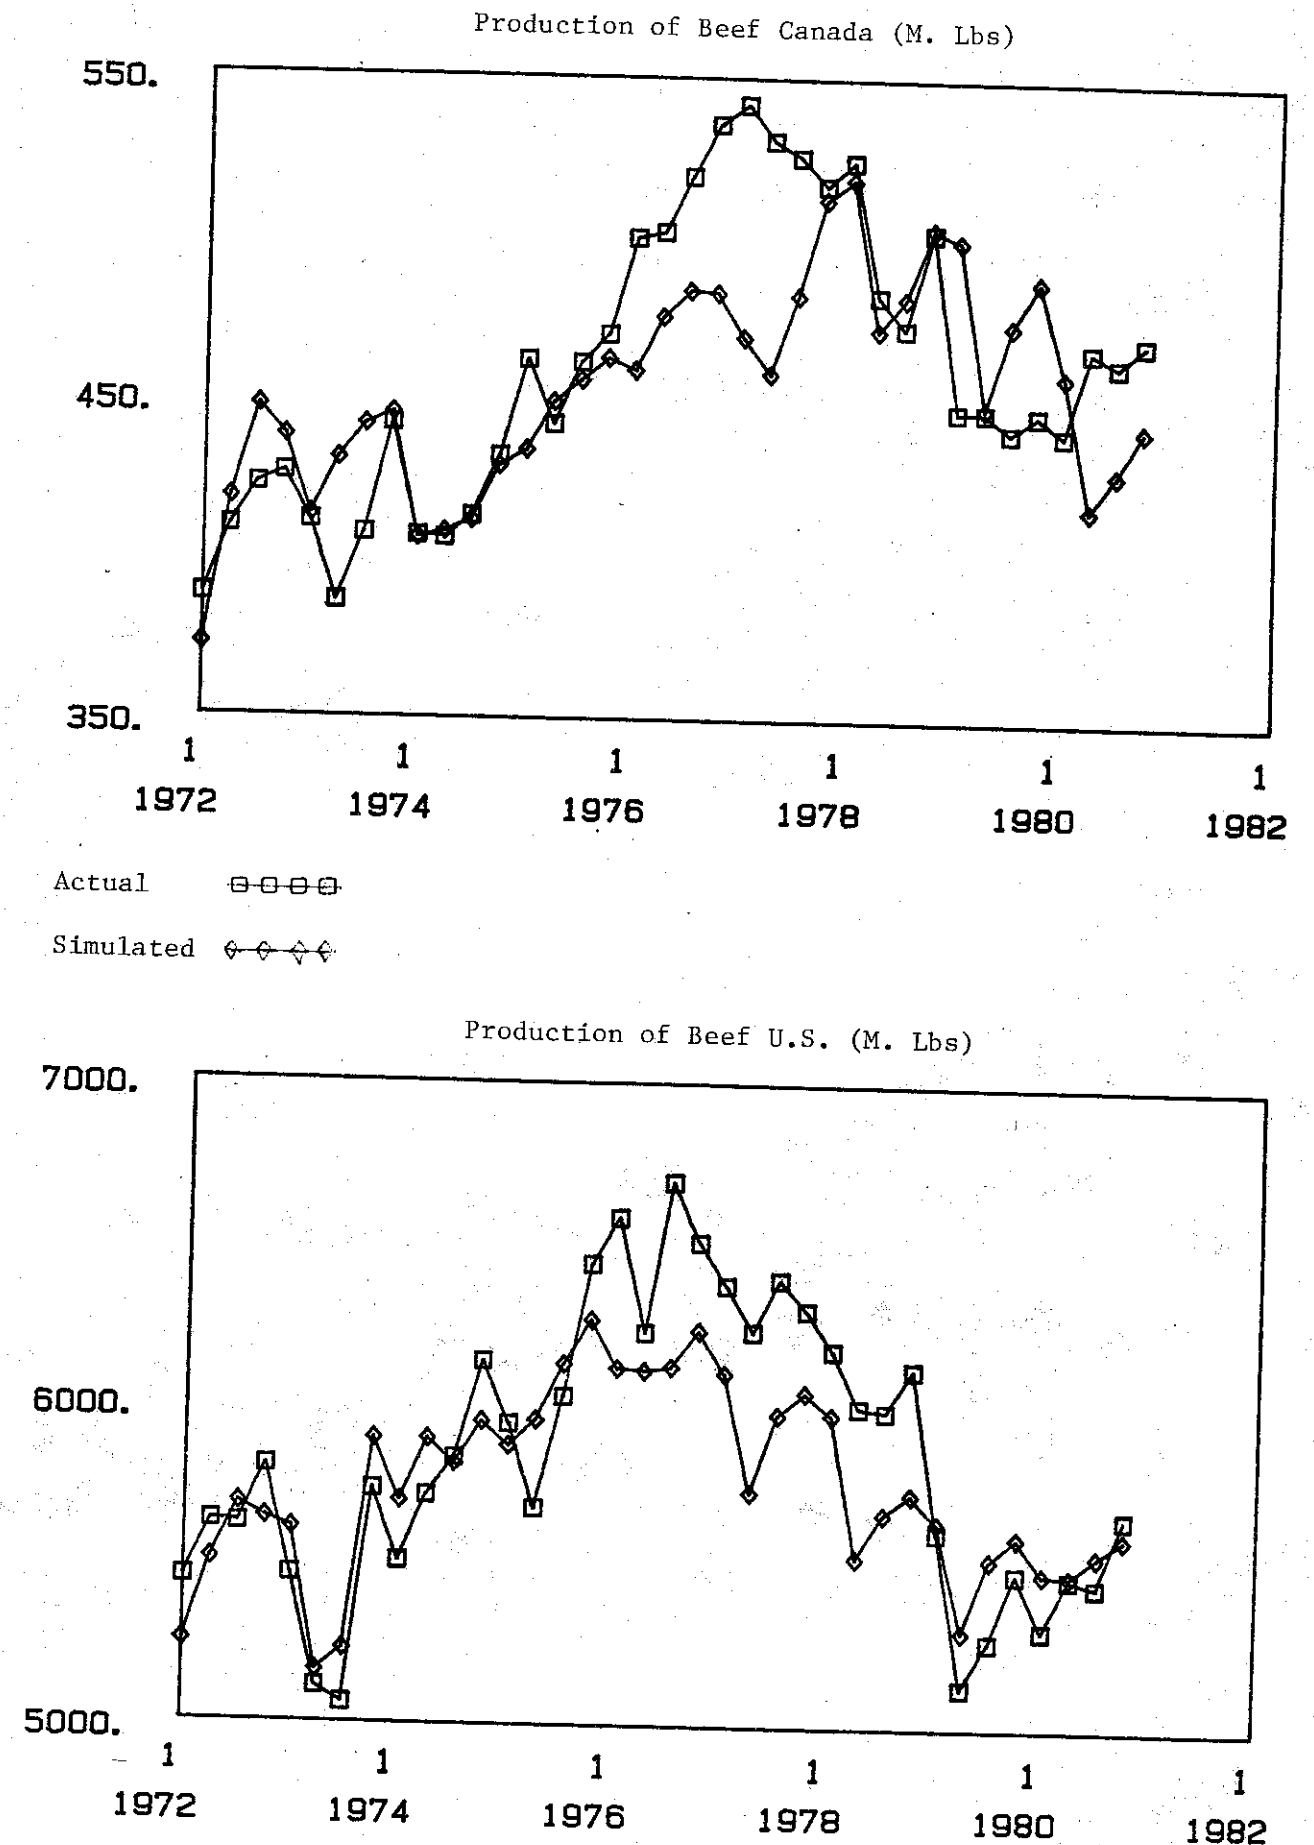 Production of Beef Canada (M. Lbs)
550.
450.
350.
1 1 1 1 1 1
1972 1974 1976 1978 1980 1982
Actual
Simulated
Production of Beef U.S. (M. Lbs)
7000.
6000.
5000.
1 1 1 1 1 1
1972 1974 1976 1978 1980 1982